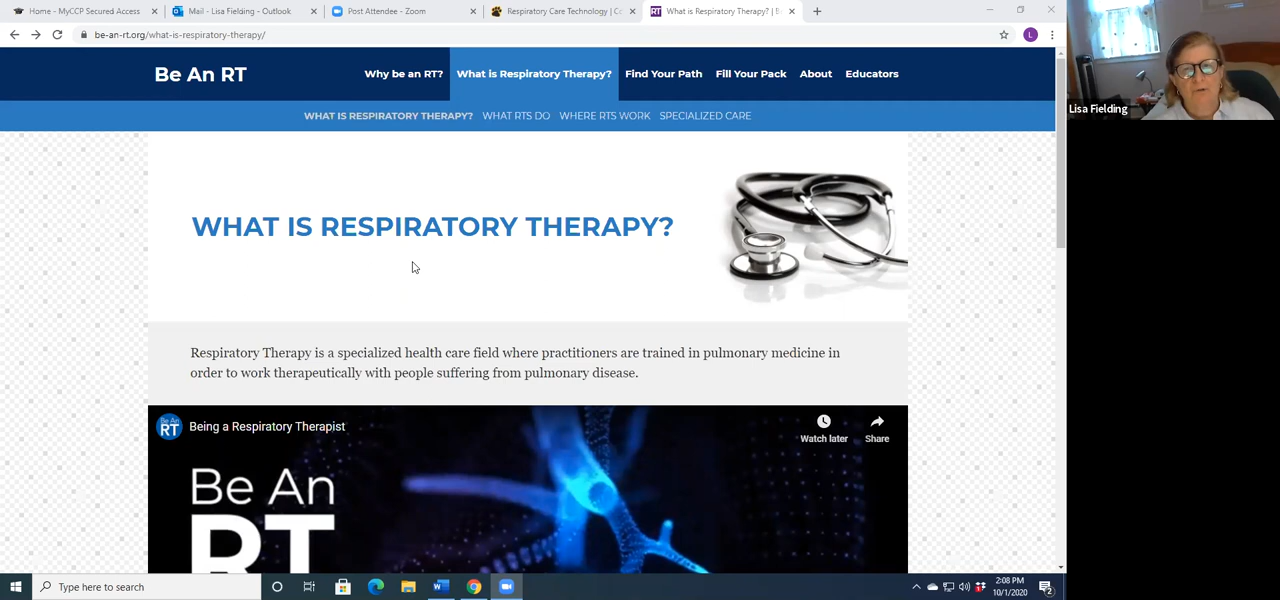 Home - MyCCP Secured Access
Mail - Lisa Fielding - Outlook
Post Attendee - Zoom
Respiratory Care Technology | Cc
What is Respiratory Therapy? | B
be-an-rt.org/what-is-respiratory-therapy/
L
Lisa Fielding
Be An RT
Why be an RT?
What is Respiratory Therapy?
Find Your Path
Fill Your Pack
About
Educators
WHAT IS RESPIRATORY THERAPY?
WHAT RTS DO
WHERE RTS WORK
SPECIALIZED CARE
WHAT IS RESPIRATORY THERAPY?
Respiratory Therapy is a specialized health care field where practitioners are trained in pulmonary medicine in
order to work therapeutically with people suffering from pulmonary disease.
Be An
RT
Being a Respiratory Therapist
Watch later
Share
Be An
RT
Type here to search
2:08 PM
10/1/2020
2